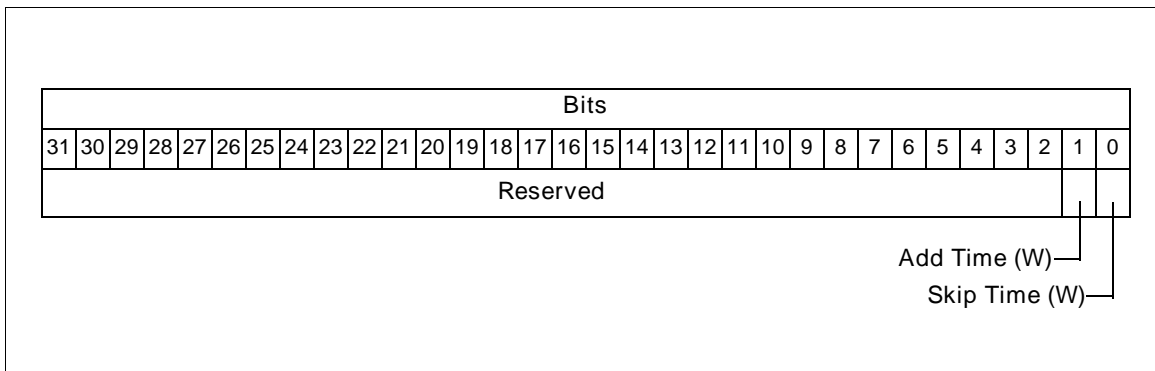 Bits
31 30 29 28 27 26 25 24 23 22 21 20 19 18 17 16 15 14 13 12 11 10 9 8 7 6 5 4 3 2 1 0
Reserved
Add Time (W)
Skip Time (W)